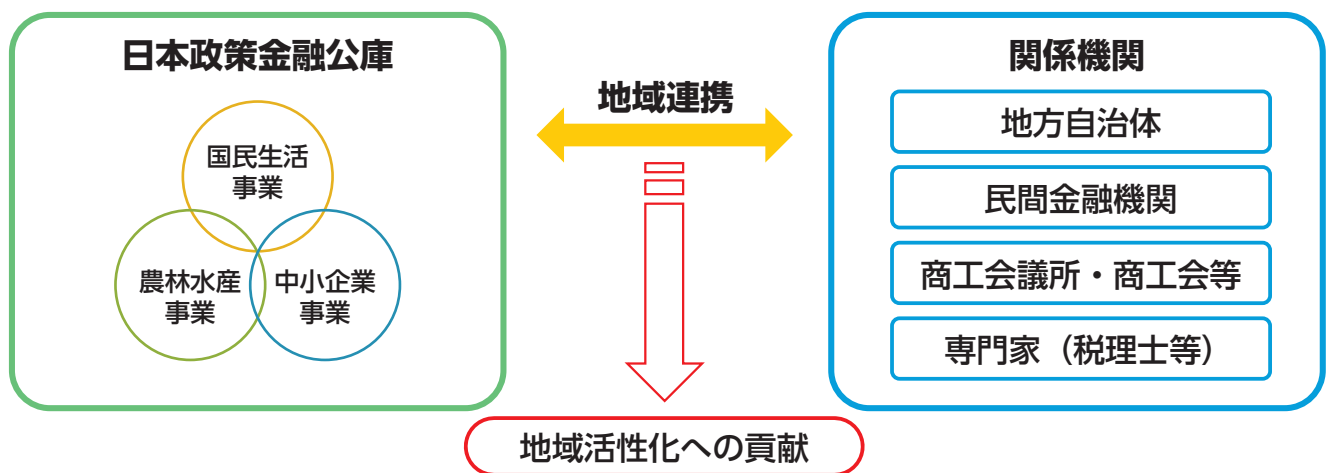 日本政策金融公庫
国民生活
事業
農林水産
事業
中小企業
事業
地域連携
関係機関
地方自治体
民間金融機関
商工会議所・商工会等
専門家（税理士等）
地域活性化への貢献